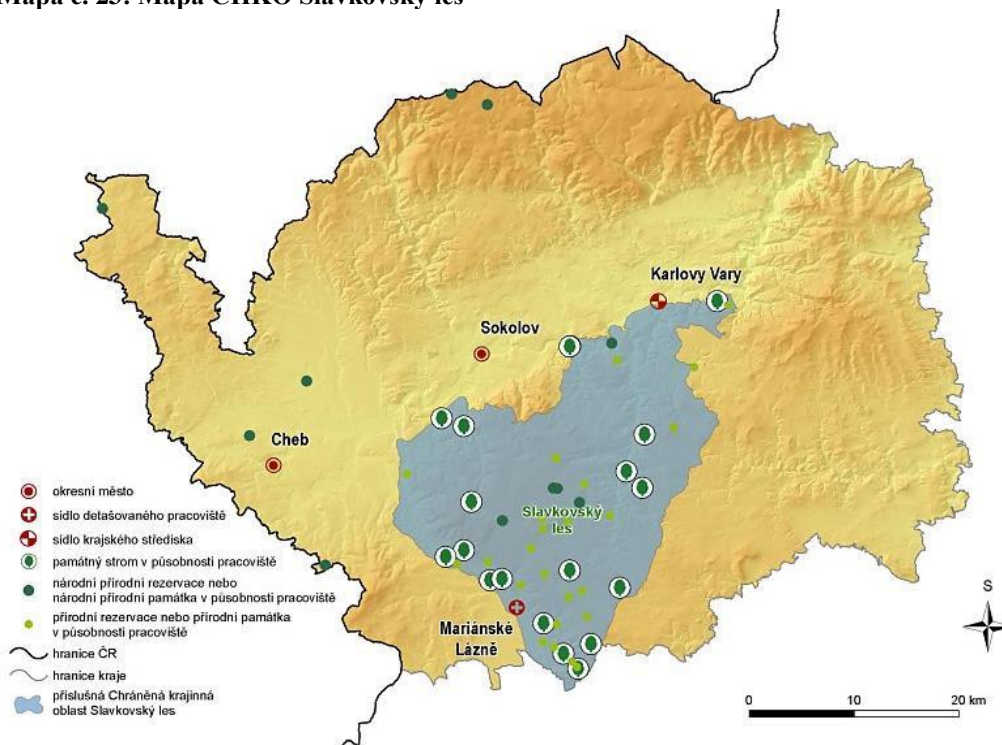 Mapa č. 23: Mapa CHKO Slavkovský les
Karlovy Vary
Sokolov
Cheb
Slavkovský
les
Mariánské
Lázně
okresní město
sídlo detašovaného pracoviště
sídlo krajského střediska
památný strom v působnosti pracoviště
národní přírodní rezervace nebo
národní přírodní památka v působnosti pracoviště
přírodní rezervace nebo přírodní památka
v působnosti pracoviště
hranice ČR
hranice kraje
příslušná Chráněná krajinná
oblast Slavkovský les
S
0 10 20 km